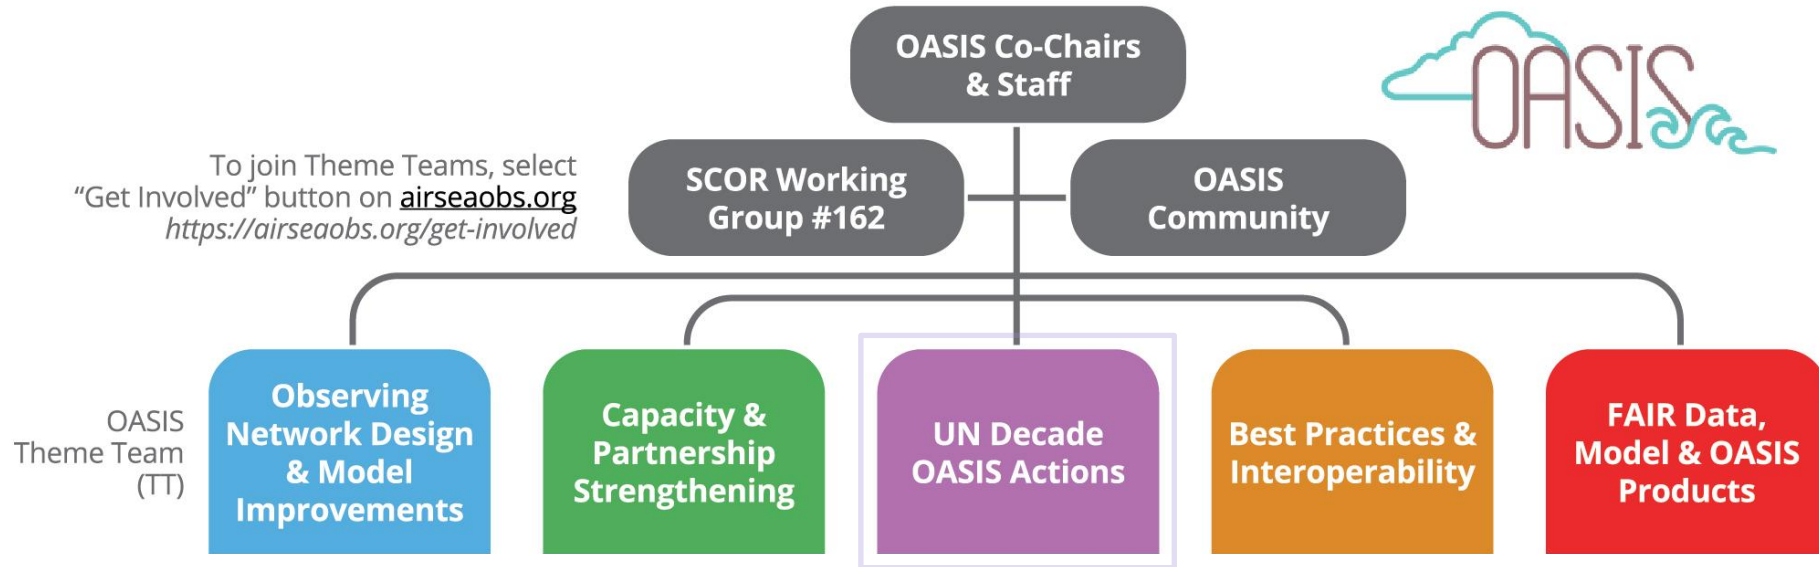 OASIS Co-Chairs
& Staff
OASIS
To join Theme Teams, select
“Get Involved” button on airseaobs.org
https://airseaobs.org/get-involved
SCOR Working
Group #162
OASIS
Community
OASIS
Theme Team
(TT)
Observing
Network Design
& Model
Improvements
Capacity &
Partnership
Strengthening
UN Decade
OASIS Actions
Best Practices &
Interoperability
FAIR Data,
Model & OASIS
Products